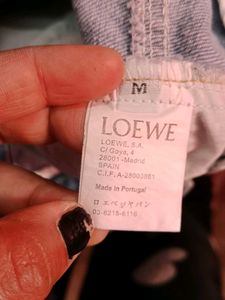 M
LOEWE
LOEWE, S.A.
C/ Goya, 4
28001 -Madrid
SPAIN
C.I.F. A-28003861
Made in Portugal
ロエベジャパン
03-6215-6116